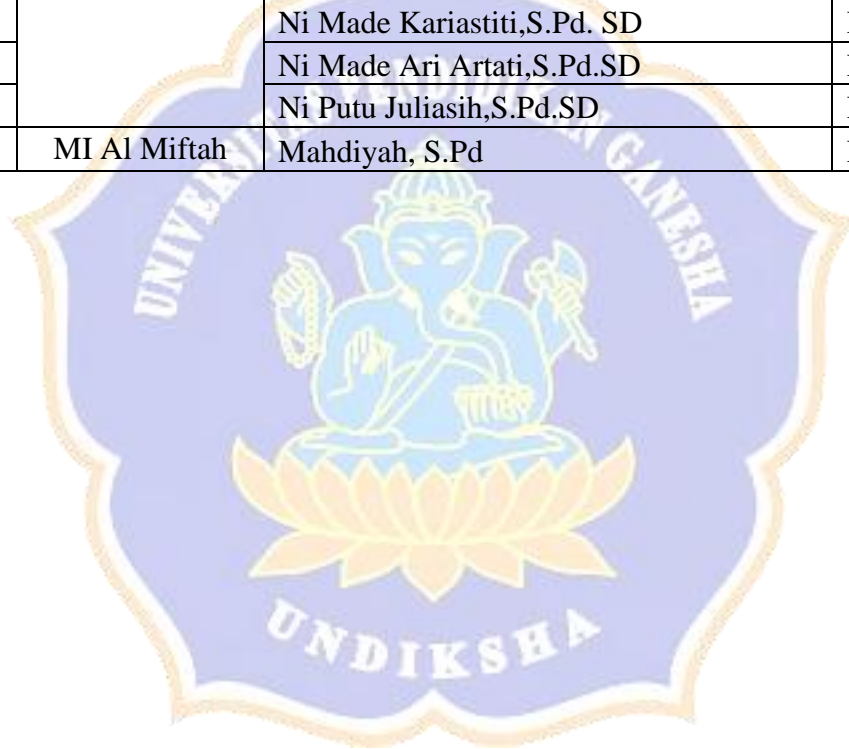 Ni Made Kariastiti,S.Pd. SD
Ni Made Ari Artati,S.Pd.SD
Ni Putu Juliasih,S.Pd.SD
MI Al Miftah Mahdiyah, S.Pd
UNIVERSITAS PENDIDIKAN GANESHA
UNDIKSHA